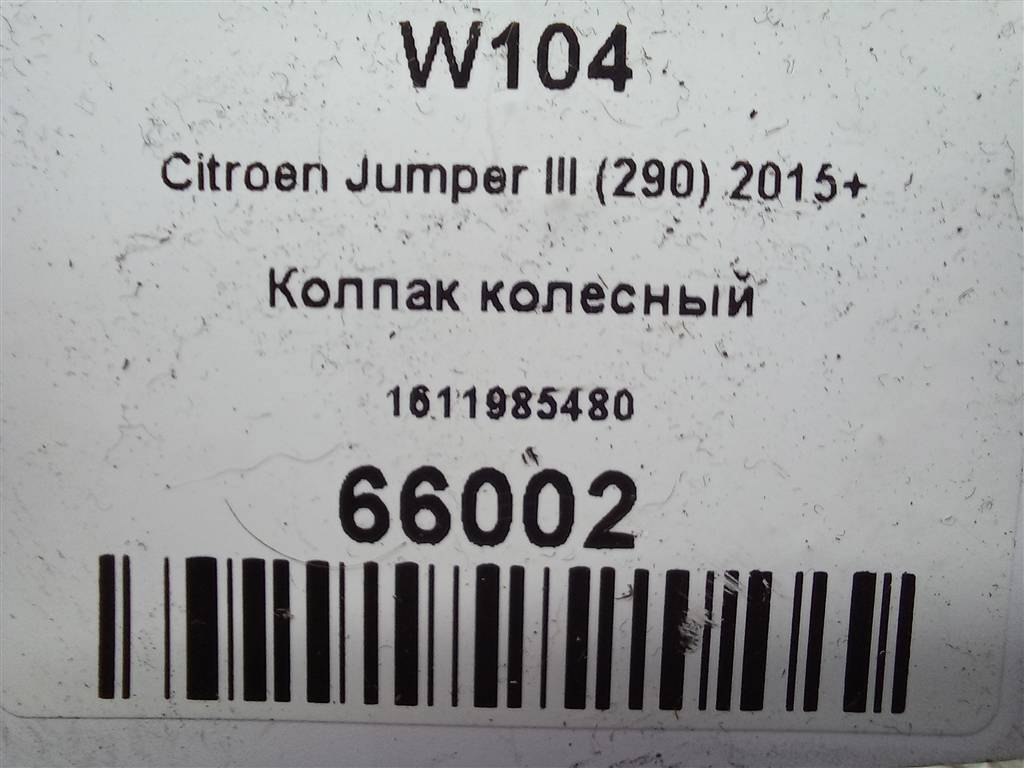 W104
Citroen Jumper III (290) 2015+
Колпак колесный
1611985480
66002